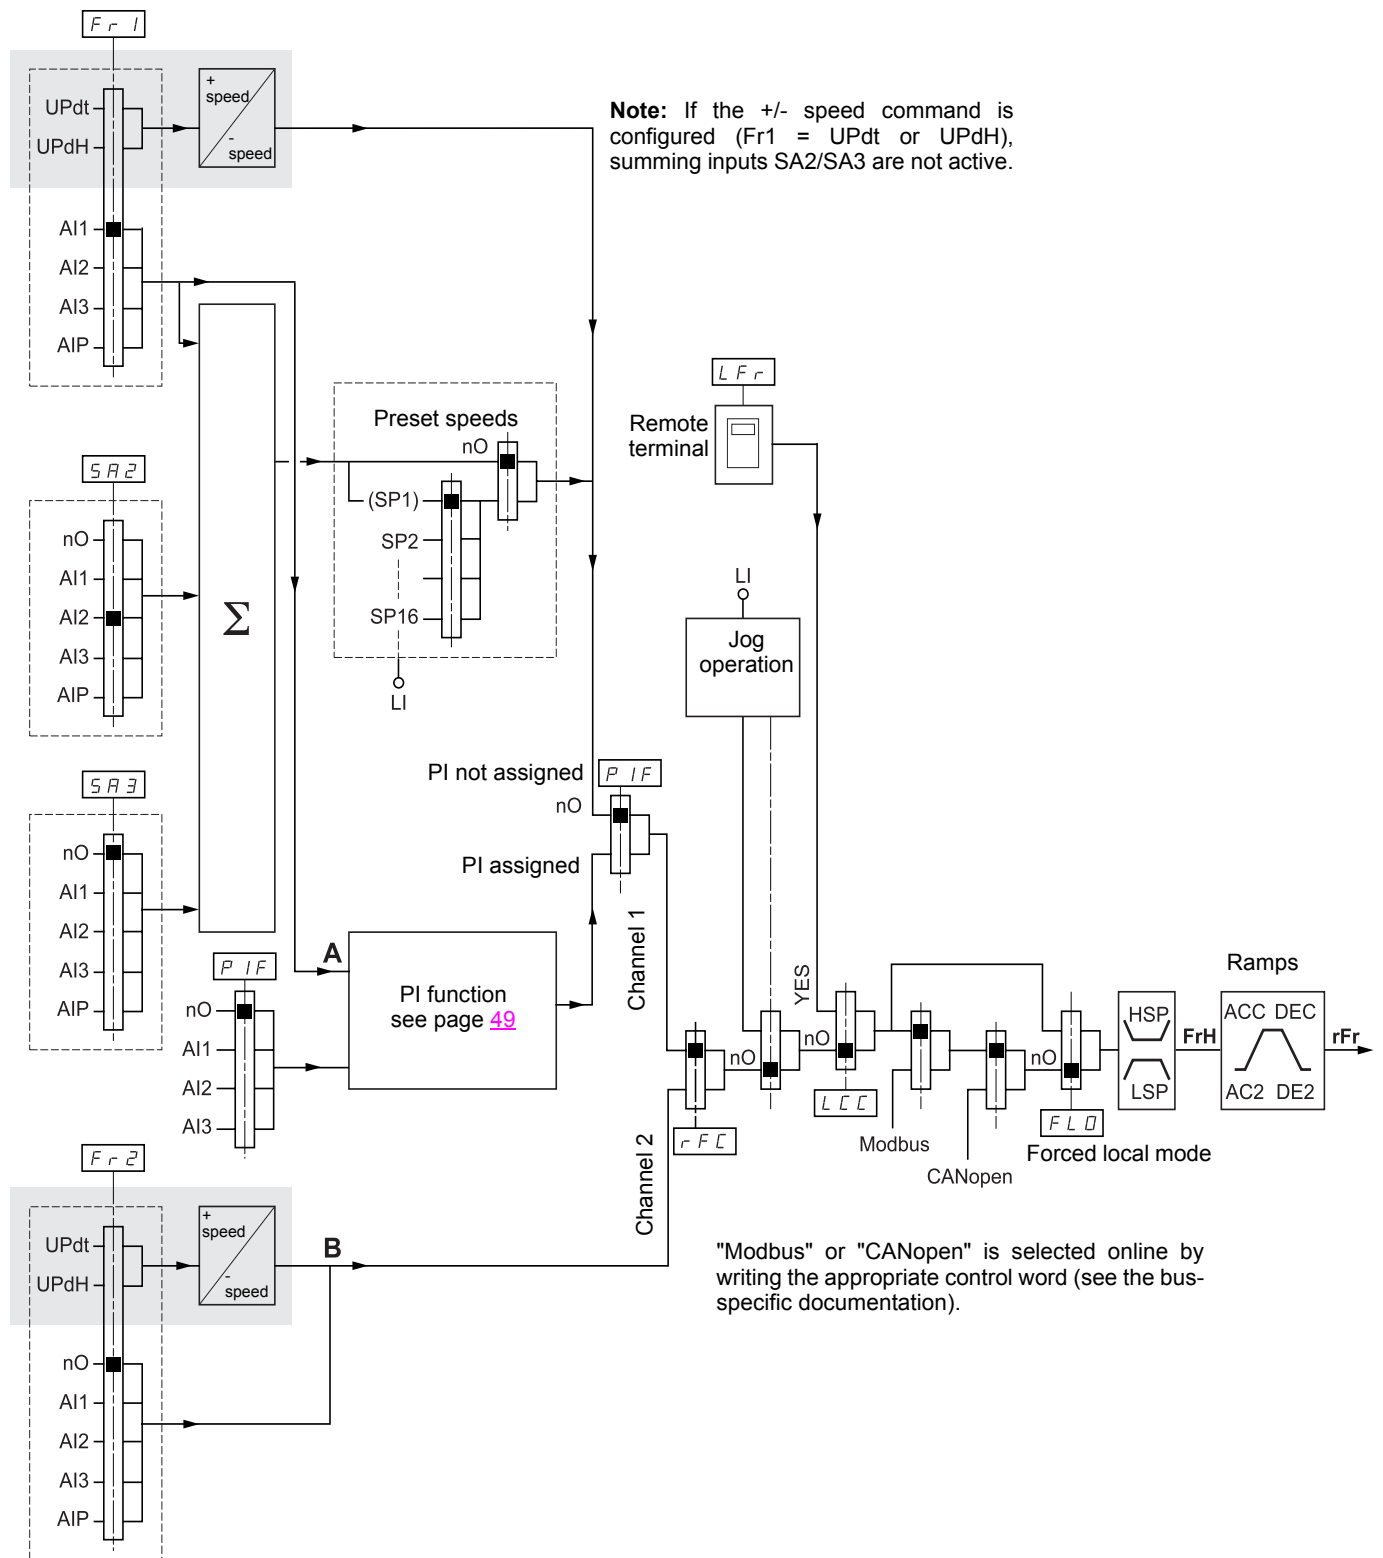 Fr1
+
speed
-
speed
UPdt
UPdH
AI1
AI2
AI3
AIP
Note: If the +/- speed command is
configured (Fr1 = UPdt or UPdH),
summing inputs SA2/SA3 are not active.
SA2
nO
AI1
AI2
AI3
AIP
Σ
Preset speeds
nO
(SP1)
SP2
SP16
LI
LFr
Remote
terminal
LI
Jog
operation
SA3
nO
AI1
AI2
AI3
AIP
PI not assigned
PIF
nO
PI assigned
Channel 1
PIF
nO
AI1
AI2
AI3
A
PI function
see page 49
YES
nO
nO
LCC
rFC
Modbus
CANopen
nO
FLO
Forced local mode
HSP
LSP
FrH
Ramps
ACC DEC
AC2 DE2
rFr
Channel 2
Fr2
+
speed
-
speed
UPdt
UPdH
B
nO
AI1
AI2
AI3
AIP
"Modbus" or "CANopen" is selected online by
writing the appropriate control word (see the bus-
specific documentation).